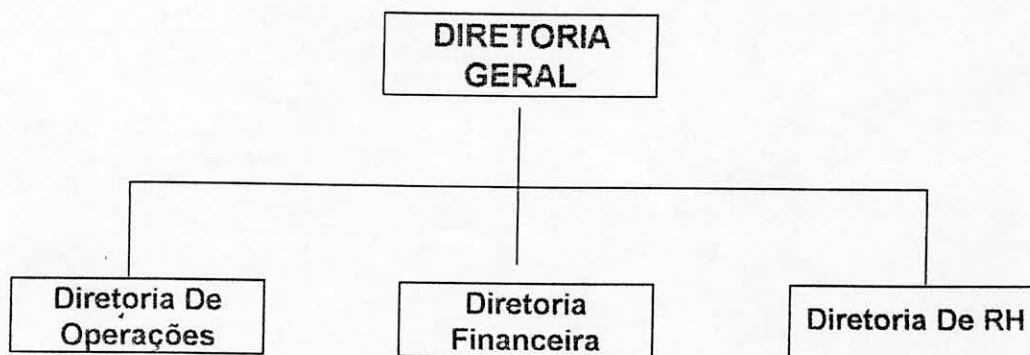 DIRETORIA
GERAL
Diretoria De
Operações
Diretoria
Financeira
Diretoria De RH